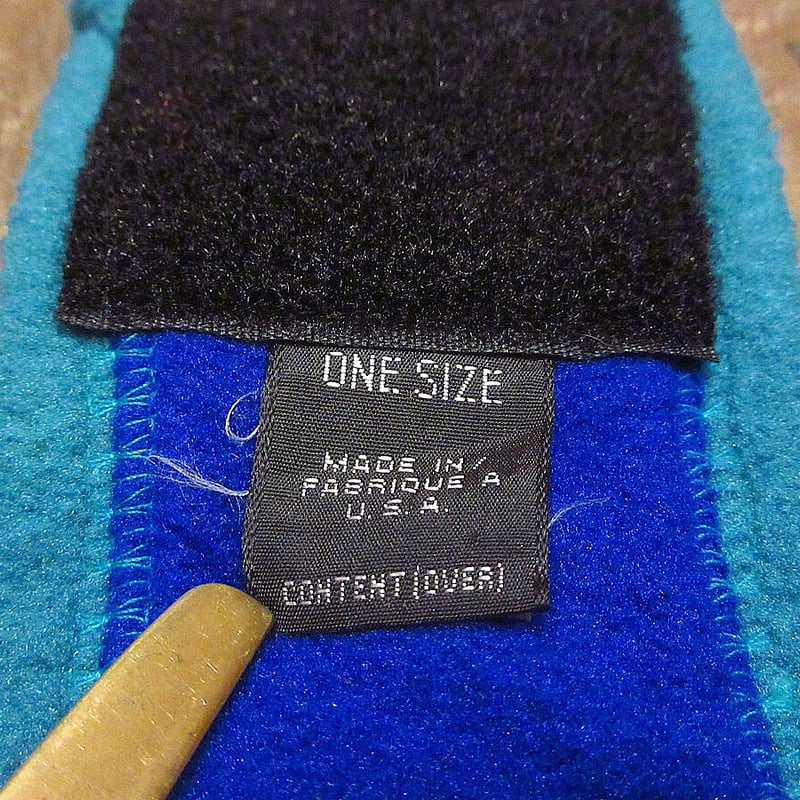 ONE SIZE
MADE IN/
FABRIQUE A
U.S.A.
CONTENT(OVER)